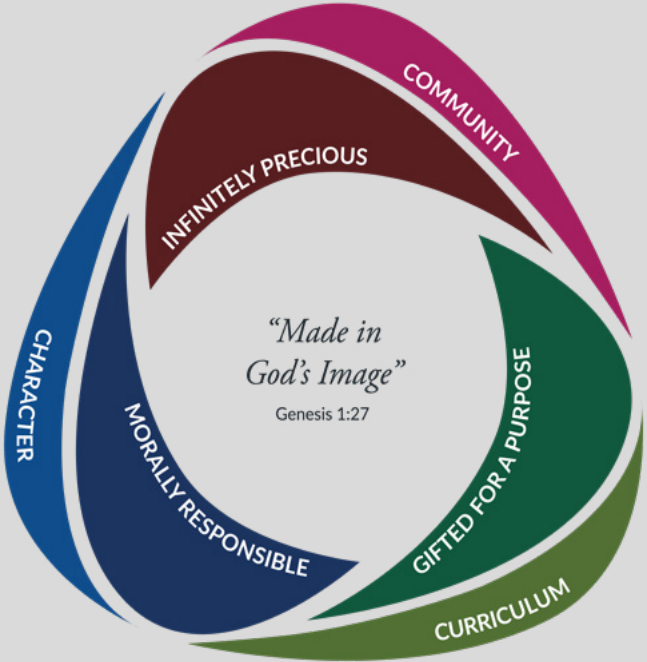 COMMUNITY
INFINITELY PRECIOUS
“Made in
God’s Image”
Genesis 1:27
CHARACTER
MORALLY RESPONSIBLE
GIFTED FOR A PURPOSE
CURRICULUM